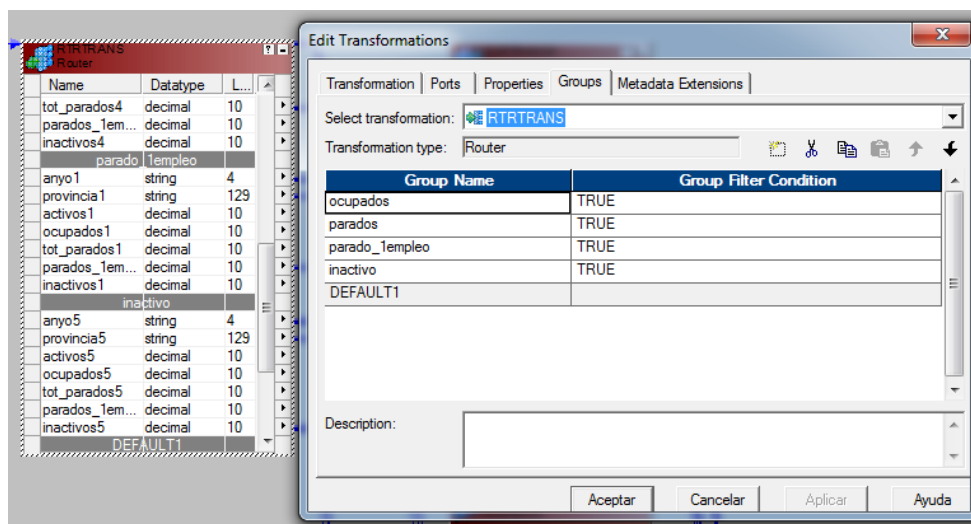 RTRTRANS
Router
Name Datatype L...
tot_parados4 decimal 10
parados_1em... decimal 10
inactivos4 decimal 10
parado_1empleo
anyo1 string 4
provincia1 string 129
activos1 decimal 10
ocupados1 decimal 10
tot_parados1 decimal 10
parados_1em... decimal 10
inactivos1 decimal 10
inactivo
anyo5 string 4
provincia5 string 129
activos5 decimal 10
ocupados5 decimal 10
tot_parados5 decimal 10
parados_1em... decimal 10
inactivos5 decimal 10
DEFAULT1
Edit Transformations
Transformation Ports Properties Groups Metadata Extensions
Select transformation: RTRTRANS
Transformation type: Router
Group Name Group Filter Condition
ocupados TRUE
parados TRUE
parado_1empleo TRUE
inactivo TRUE
DEFAULT1
Description:
Aceptar Cancelar Aplicar Ayuda